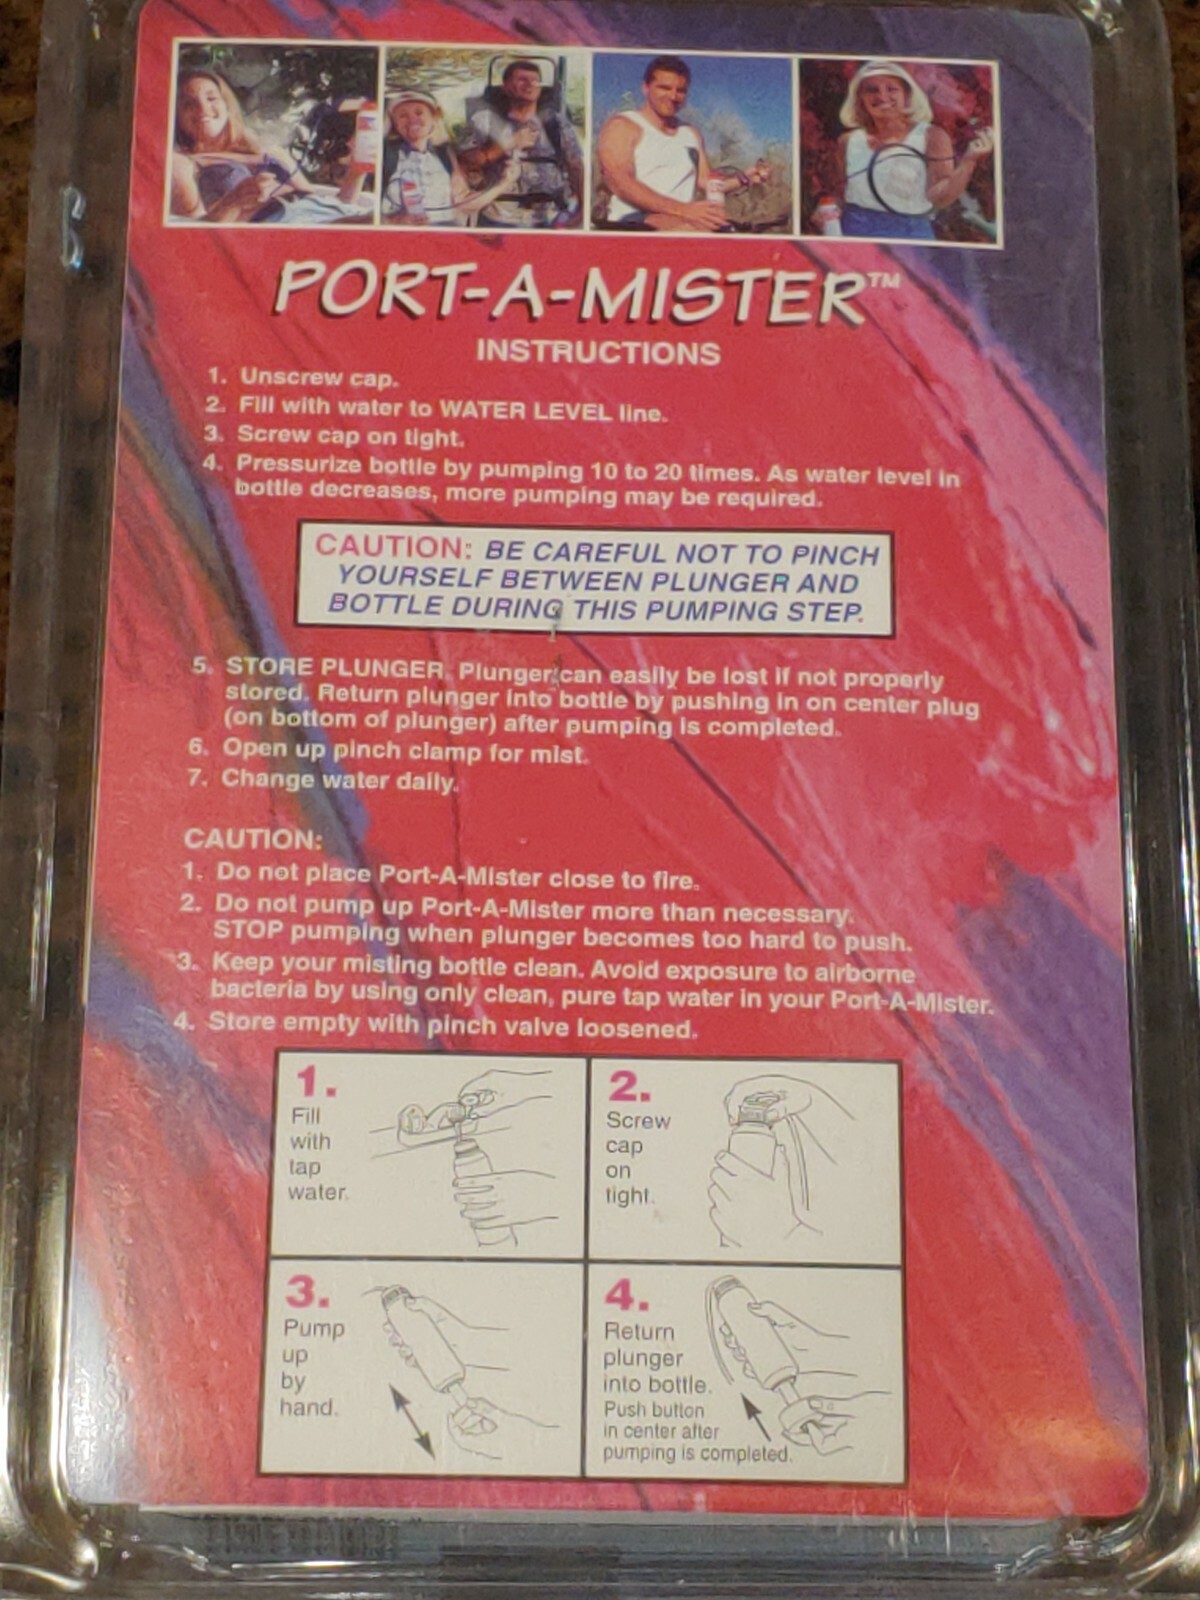 PORT-A-MISTER™
INSTRUCTIONS
1. Unscrew cap.
2. Fill with water to WATER LEVEL line.
3. Screw cap on tight.
4. Pressurize bottle by pumping 10 to 20 times. As water level in
bottle decreases, more pumping may be required.
CAUTION: BE CAREFUL NOT TO PINCH
YOURSELF BETWEEN PLUNGER AND
BOTTLE DURING THIS PUMPING STEP.
5. STORE PLUNGER. Plunger can easily be lost if not properly
stored. Return plunger into bottle by pushing in on center plug
(on bottom of plunger) after pumping is completed.
6. Open up pinch clamp for mist.
7. Change water daily.
CAUTION:
1. Do not place Port-A-Mister close to fire.
2. Do not pump up Port-A-Mister more than necessary.
STOP pumping when plunger becomes too hard to push.
3. Keep your misting bottle clean. Avoid exposure to airborne
bacteria by using only clean, pure tap water in your Port-A-Mister.
4. Store empty with pinch valve loosened.
1.
Fill
with
tap
water.
2.
Screw
cap
on
tight.
3.
Pump
up
by
hand.
4.
Return
plunger
into bottle.
Push button
in center after
pumping is completed.